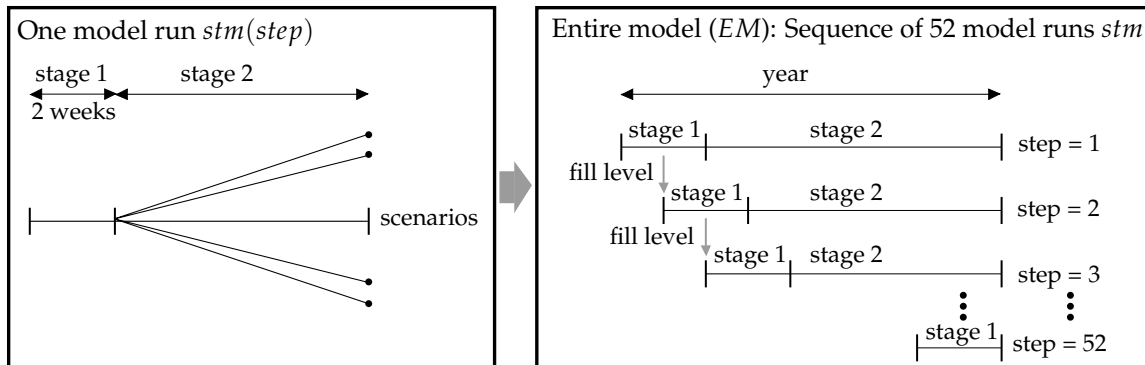 One model run stm(step)
stage 1
stage 2
2 weeks
scenarios
Entire model (EM): Sequence of 52 model runs stm
year
stage 1
stage 2
step = 1
fill level
stage 1
stage 2
step = 2
fill level
stage 1
stage 2
step = 3
stage 1
step = 52